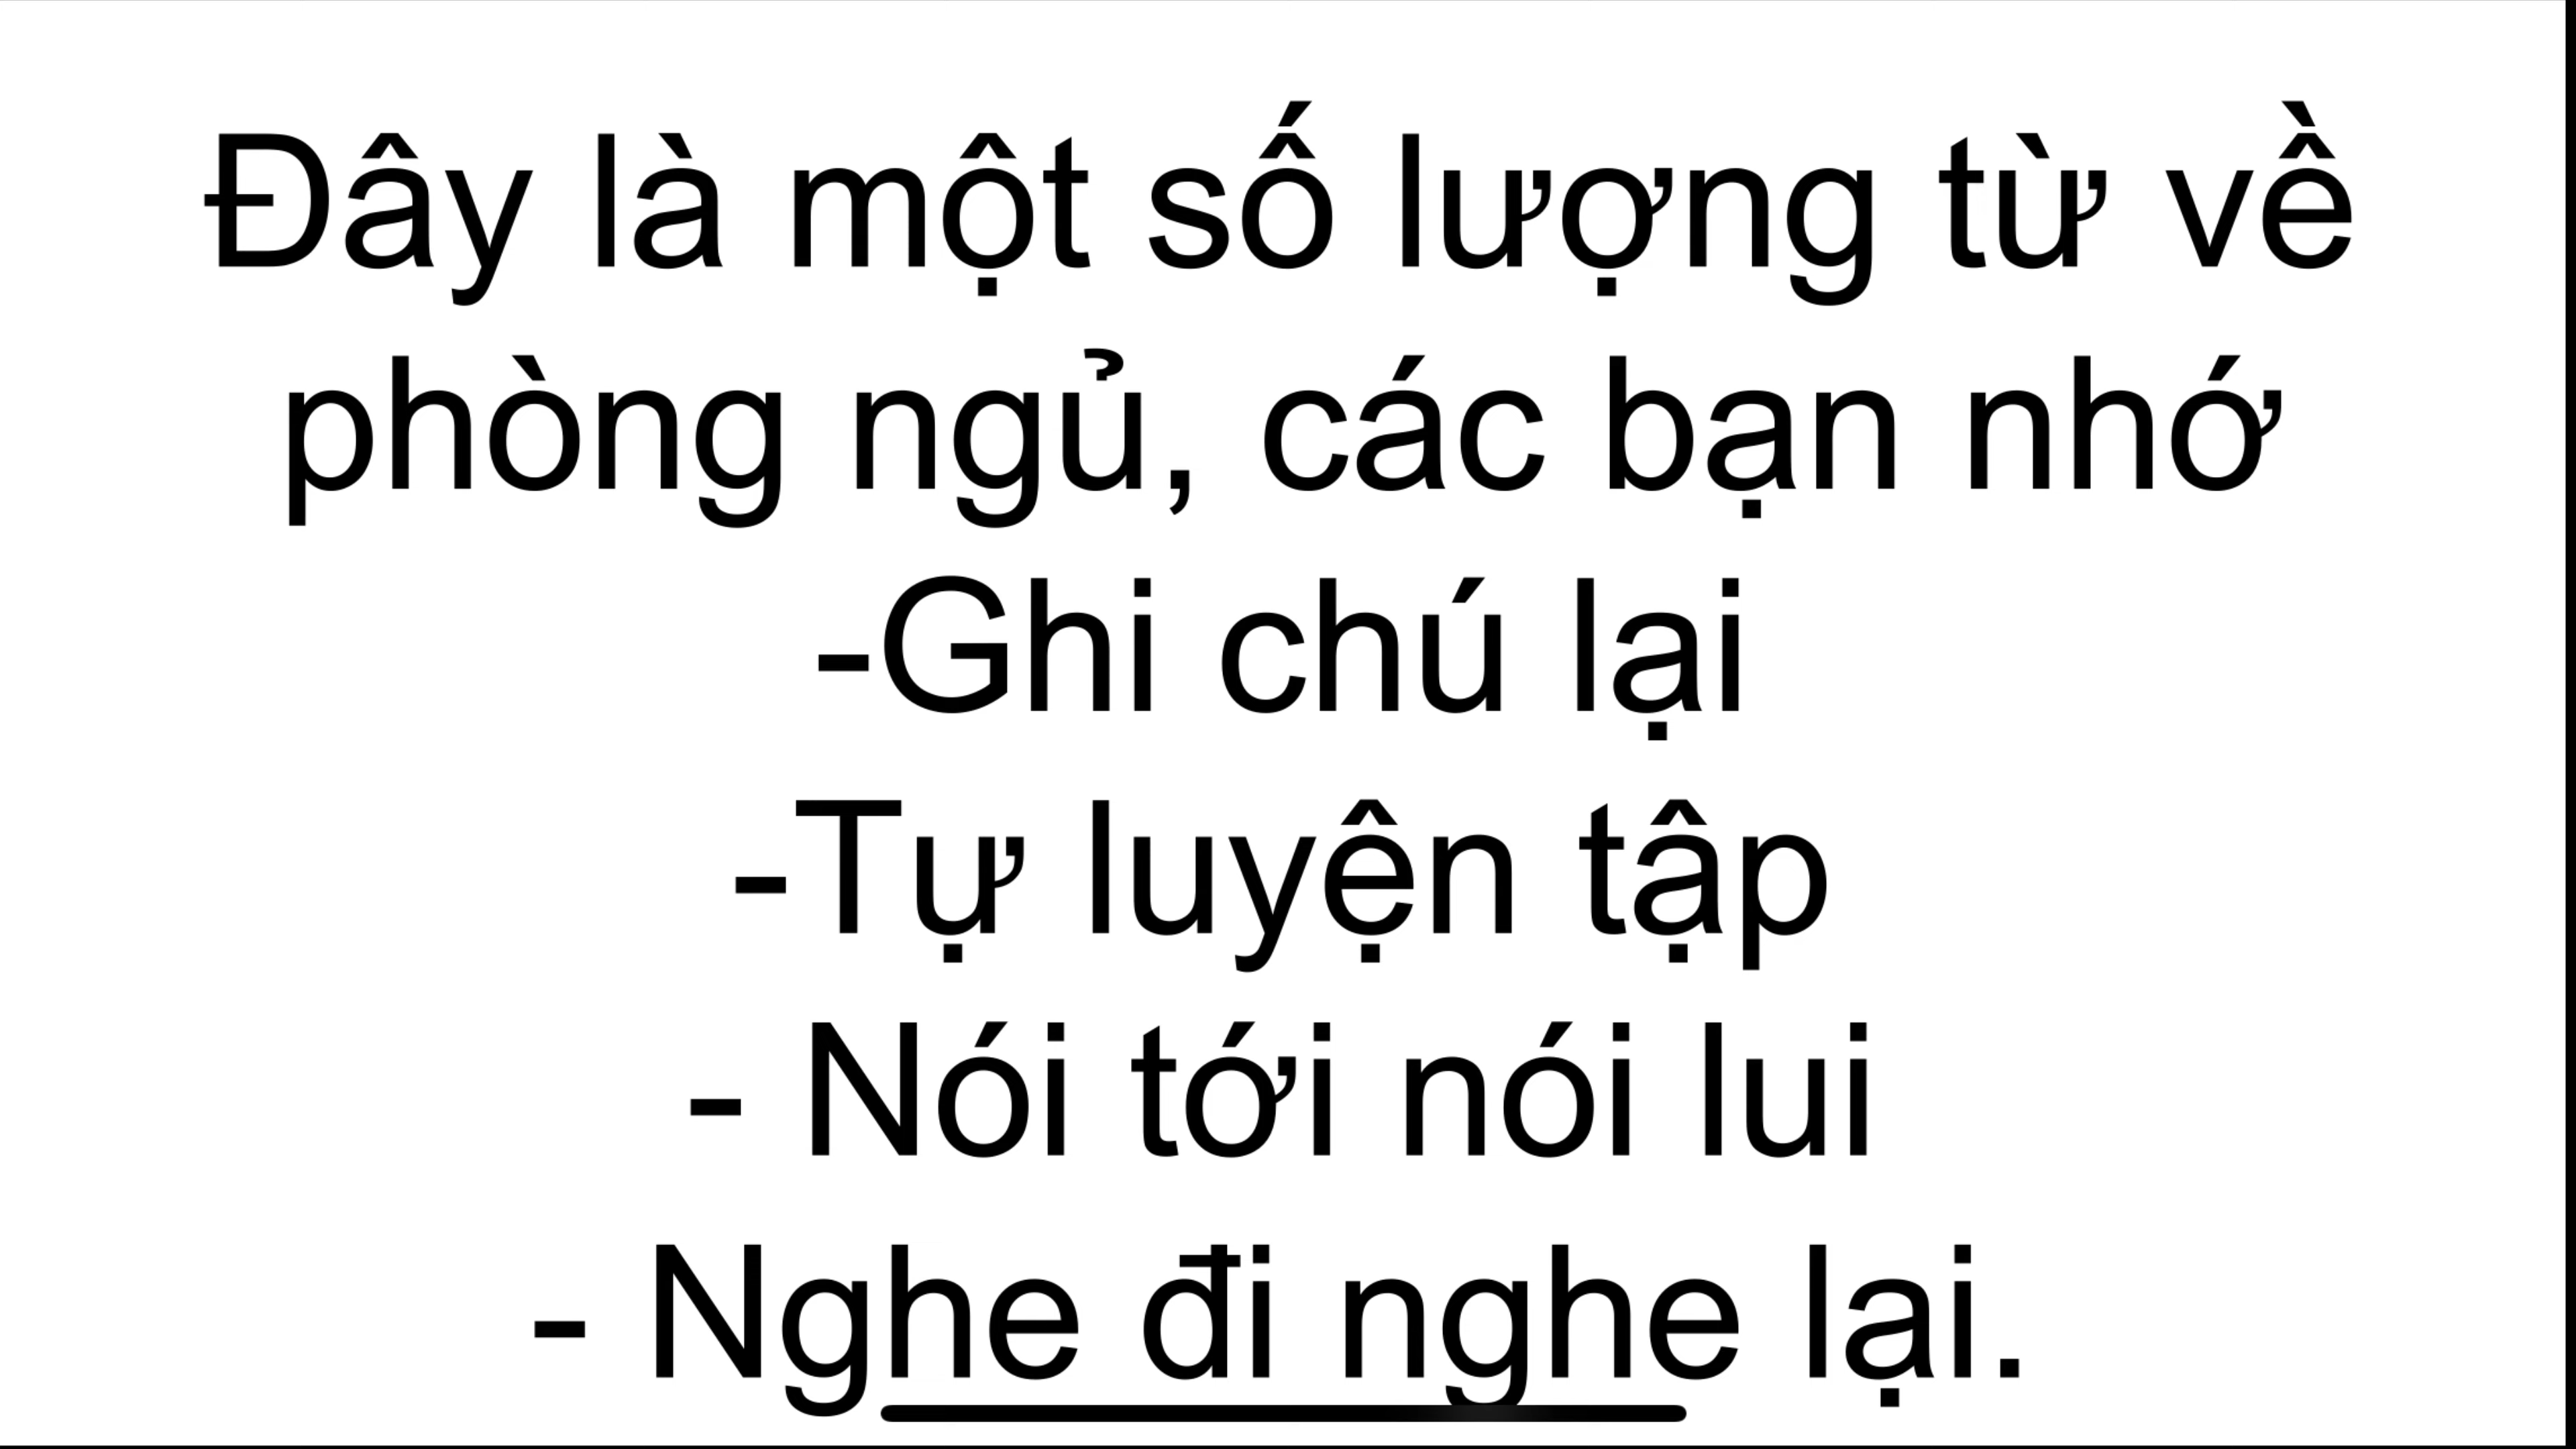 Đây là một số lượng từ về
phòng ngủ, các bạn nhớ
-Ghi chú lại
-Tự luyện tập
- Nói tới nói lui
- Nghe đi nghe lại.